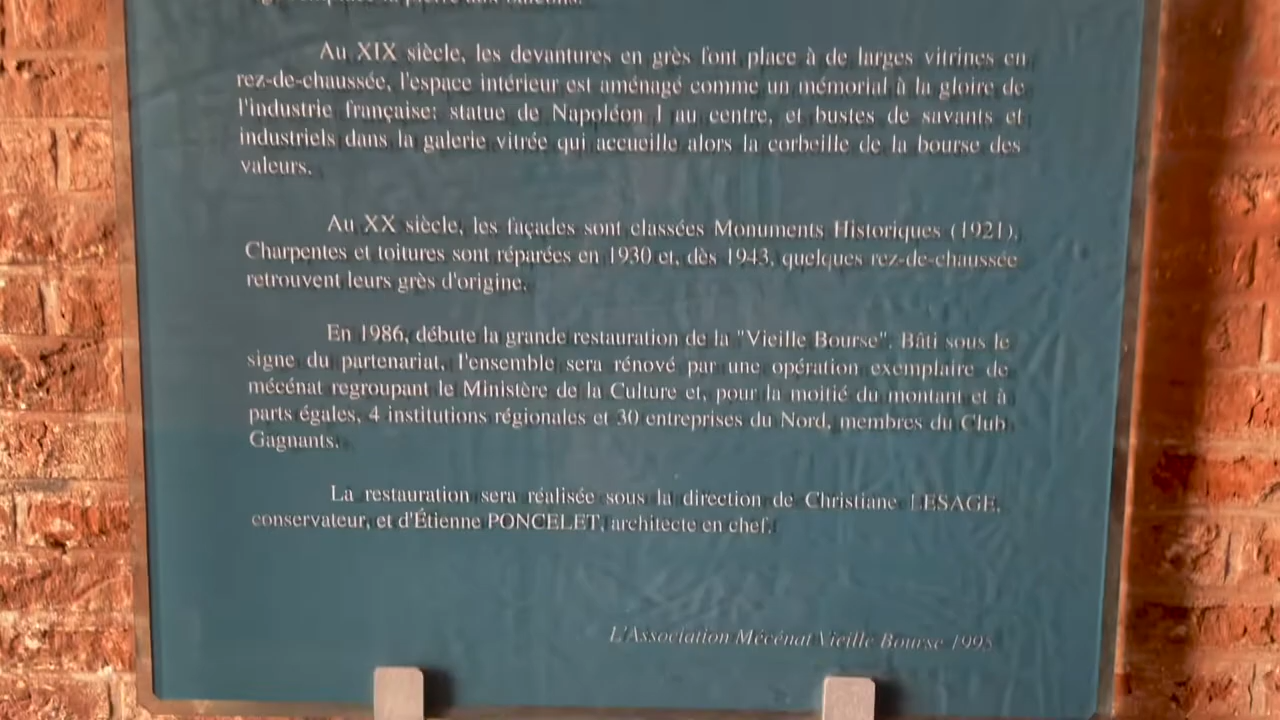 Au XIX siècle, les devantures en grès font place à de larges vitrines en
rez-de-chaussée, l'espace intérieur est aménagé comme un mémorial à la gloire de
l'industrie française: statue de Napoléon I au centre, et bustes de savants et
industriels dans la galerie vitrée qui accueille alors la corbeille de la bourse des
valeurs.
Au XX siècle, les façades sont classées Monuments Historiques (1921).
Charpentes et toitures sont réparées en 1930 et, dès 1943, quelques rez-de-chaussée
retrouvent leurs grès d'origine.
En 1986, débute la grande restauration de la "Vieille Bourse". Bâti sous le
signe du partenariat, l'ensemble sera rénové par une opération exemplaire de
mécénat regroupant le Ministère de la Culture et, pour la moitié du montant et à
parts égales, 4 institutions régionales et 30 entreprises du Nord, membres du Club
Gagnants.
La restauration sera réalisée sous la direction de Christiane LESAGE,
conservateur, et d'Étienne PONCELET, architecte en chef.
L'Association Mécénat Vieille Bourse 1995